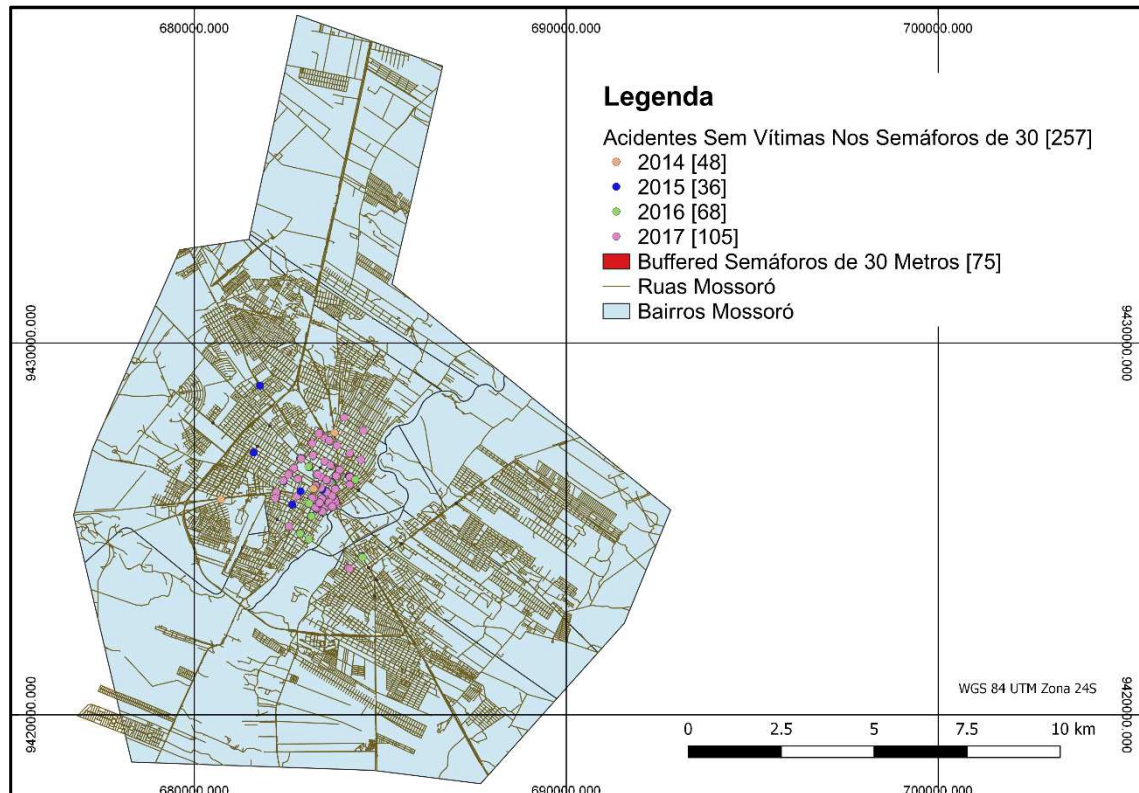 680000.000
690000.000
700000.000
Legenda
Acidentes Sem Vítimas Nos Semáforos de 30 [257]
2014 [48]
2015 [36]
2016 [68]
2017 [105]
Buffered Semáforos de 30 Metros [75]
Ruas Mossoró
Bairros Mossoró
9430000.000
9430000.000
WGS 84 UTM Zona 24S
9420000.000
9420000.000
0 2.5 5 7.5 10 km
680000.000
690000.000
700000.000